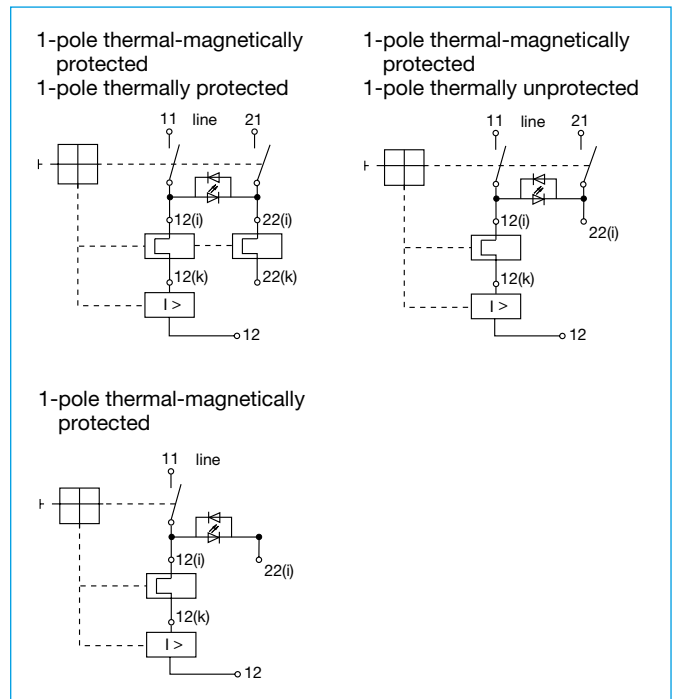 1-pole thermal-magnetically
protected
1-pole thermally protected
11 line 21
12(i) 22(i)
12(k) 22(k)
I >
12
1-pole thermal-magnetically
protected
1-pole thermally unprotected
11 line 21
12(i)
22(i)
12(k)
I >
12
1-pole thermal-magnetically
protected
11 line
12(i)
22(i)
12(k)
I >
12